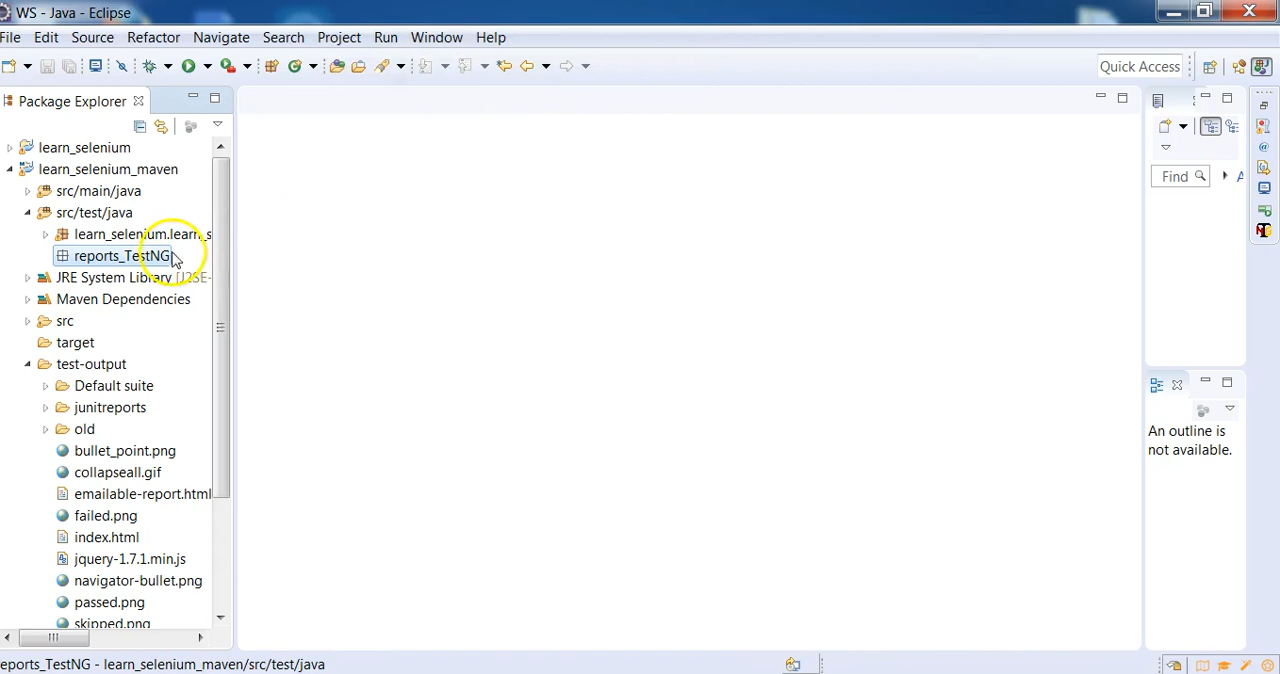 WS - Java - Eclipse
File Edit Source Refactor Navigate Search Project Run Window Help
Quick Access
Package Explorer
learn_selenium
learn_selenium_maven
src/main/java
src/test/java
learn_selenium.learn_s
reports_TestNG
JRE System Library [J2SE-
Maven Dependencies
src
target
test-output
Default suite
junitreports
old
bullet_point.png
collapseall.gif
emailable-report.html
failed.png
index.html
jquery-1.7.1.min.js
navigator-bullet.png
passed.png
skipped.png
Find
A
An outline is
not available.
eports_TestNG - learn_selenium_maven/src/test/java